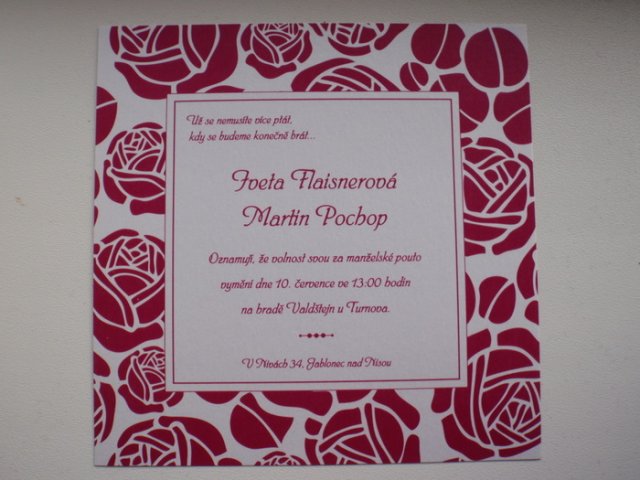 Už se nemusíte více ptát,
kdy se budeme konečně brát...
Iveta Flaisnerová
Martin Pochop
Oznamují, že volnost svou za manželské pouto
vymění dne 10. července ve 13:00 hodin
na hradě Valdštejn u Turnova.
V Nivách 34, Jablonec nad Nisou